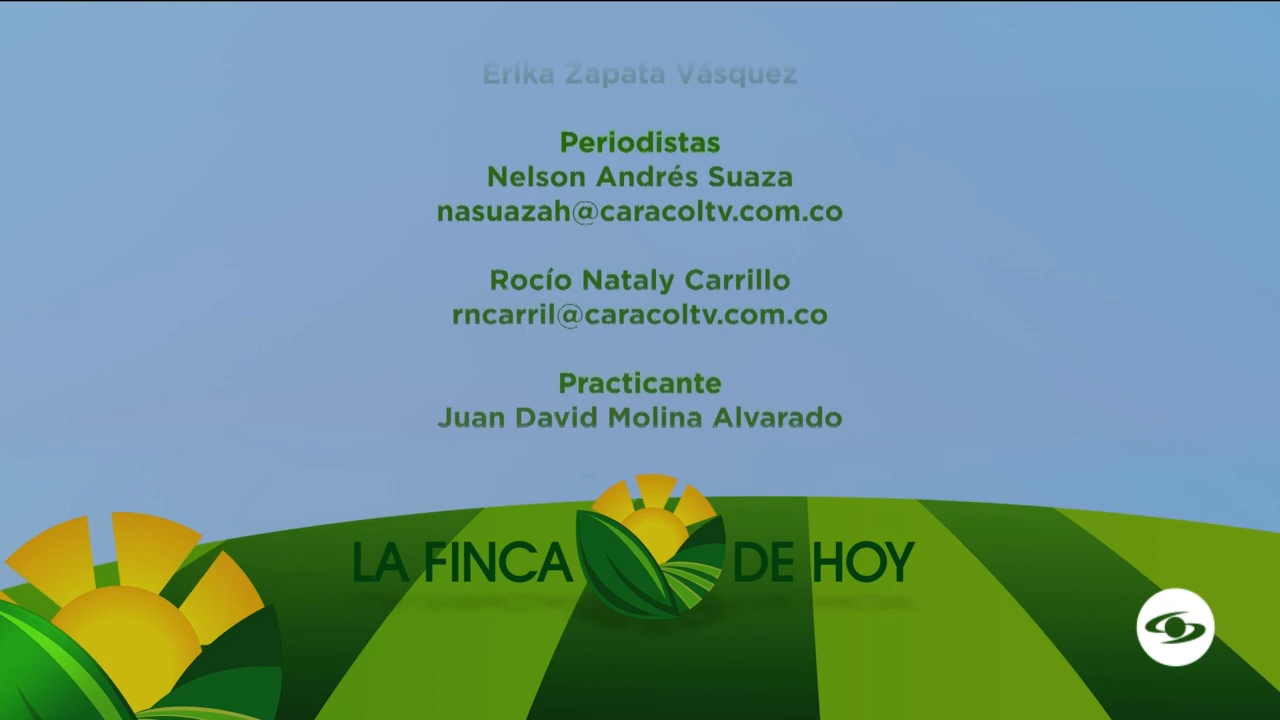 Erika Zapata Vásquez
Periodistas
Nelson Andrés Suaza
nasuazah@caracoltv.com.co
Rocío Nataly Carrillo
rncarril@caracoltv.com.co
Practicante
Juan David Molina Alvarado
LA FINCA DE HOY